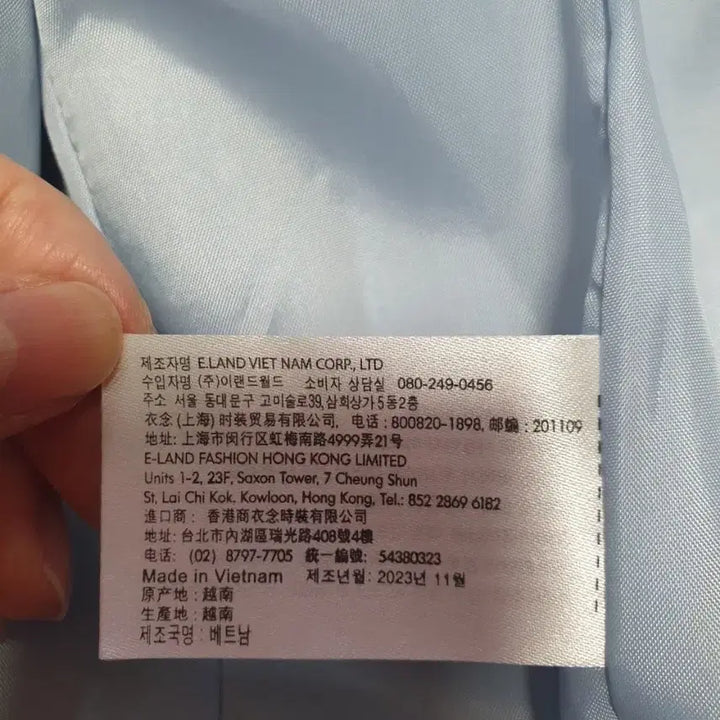 제조자명 E.LAND VIET NAM CORP., LTD
수입자명 (주)이랜드월드 소비자 상담실 080-249-0456
주소 서울 동대문구 고미술로39,삼희상가5동2층
衣念 (上海) 时装贸易有限公司, 电话 : 800820-1898, 邮编 : 201109
地址: 上海市闵行区虹梅南路4999弄21号
E-LAND FASHION HONG KONG LIMITED
Units 1-2, 23F, Saxon Tower, 7 Cheung Shun
St, Lai Chi Kok. Kowloon, Hong Kong, Tel.: 852 2869 6182
進口商 : 香港商衣念時裝有限公司
地址: 台北市內湖區瑞光路408號4樓
电话: (02) 8797-7705 統一編號: 54380323
Made in Vietnam 제조년월: 2023년 11월
原产地 : 越南
生產地 : 越南
제조국명 : 베트남